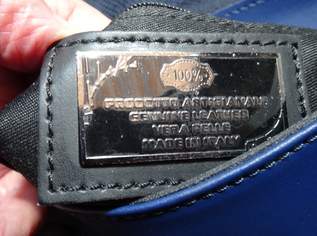 100%
PRODOTTO ARTIGIANALE
GENUINE LEATHER
VERA PELLE
MADE IN ITALY